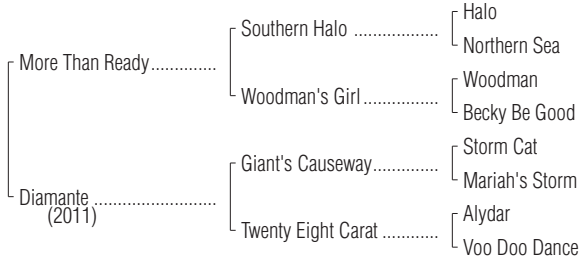 Halo
Southern Halo ..................
Northern Sea
More Than Ready..............
Woodman
Woodman's Girl ................
Becky Be Good
Storm Cat
Giant's Causeway..............
Mariah's Storm
Diamante ..........................
(2011)
Alydar
Twenty Eight Carat ............
Voo Doo Dance